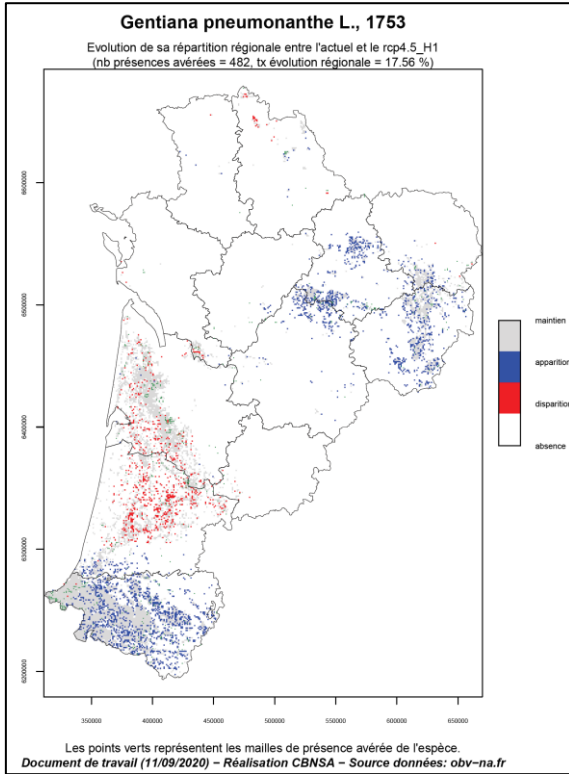 Gentiana pneumonanthe L., 1753
Evolution de sa répartition régionale entre l'actuel et le rcp4.5_H1
(nb présences avérées = 482, tx évolution régionale = 17.56 %)
6600000
6500000
6400000
6300000
6200000
maintien
apparition
disparition
absence
350000 400000 450000 500000 550000 600000 650000
Les points verts représentent les mailles de présence avérée de l'espèce.
Document de travail (11/09/2020) − Réalisation CBNSA − Source données: obv−na.fr